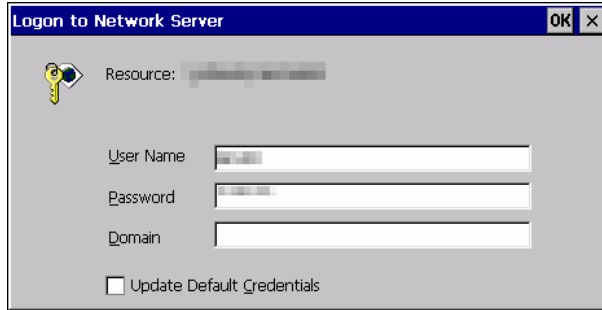 Logon to Network Server OK ×
Resource:
User Name
Password
Domain
Update Default Credentials